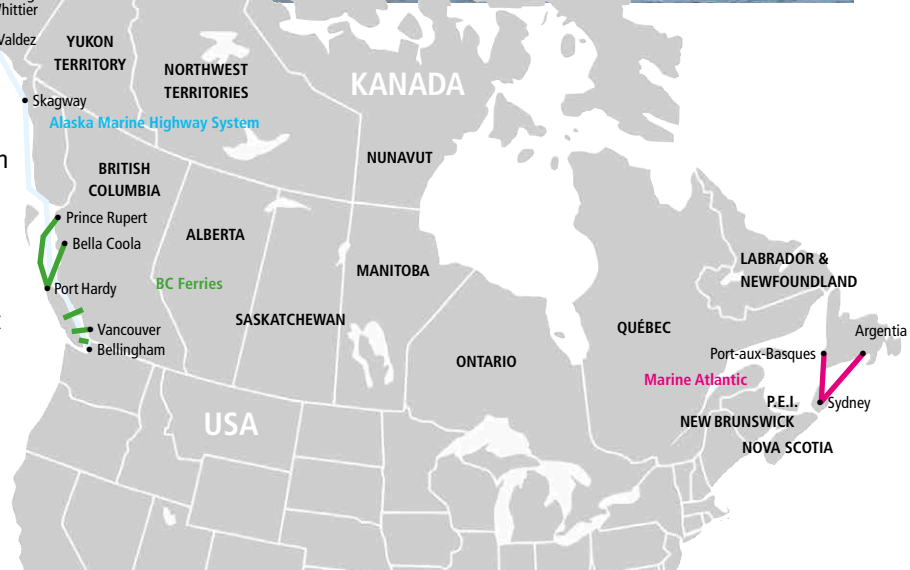 Whittier
Valdez
YUKON
TERRITORY
NORTHWEST
TERRITORIES
KANADA
Skagway
Alaska Marine Highway System
NUNAVUT
BRITISH
COLUMBIA
Prince Rupert
ALBERTA
Bella Coola
LABRADOR &
NEWFOUNDLAND
MANITOBA
Port Hardy
BC Ferries
SASKATCHEWAN
QUÉBEC
Vancouver
Argentia
Bellingham
Port-aux-Basques
ONTARIO
Marine Atlantic
P.E.I.
Sydney
USA
NEW BRUNSWICK
NOVA SCOTIA